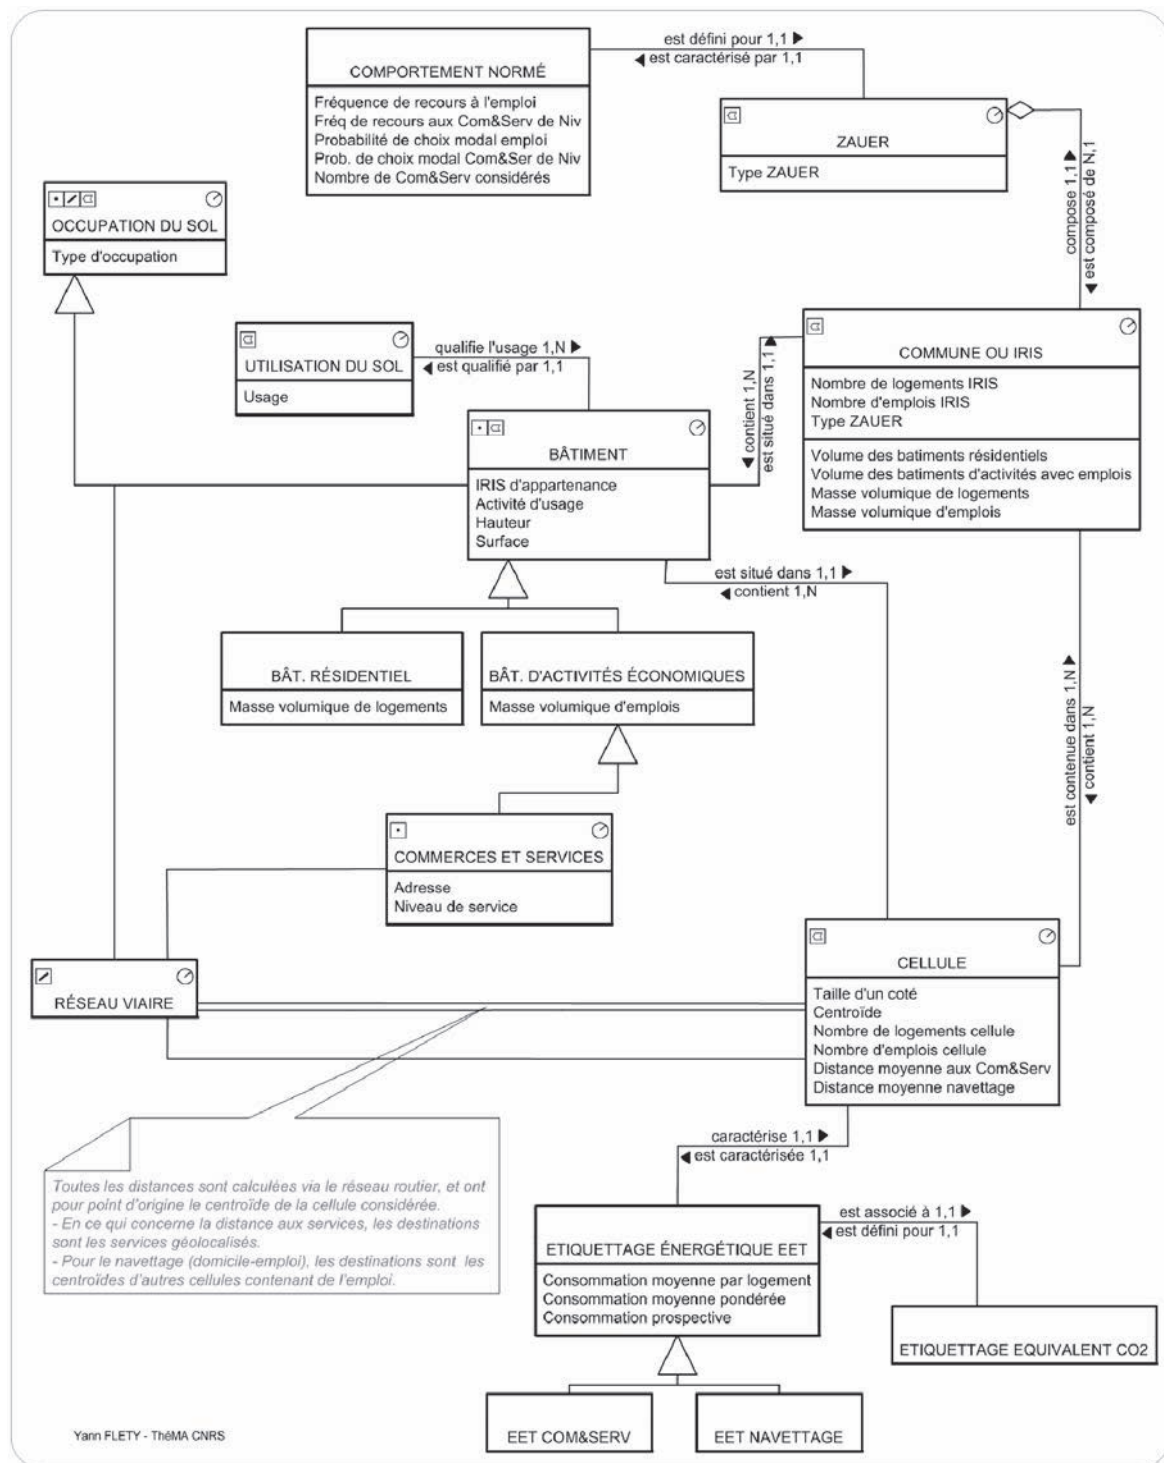 est défini pour 1,1 ▶
◀ est caractérisé par 1,1
COMPORTEMENT NORMÉ
Fréquence de recours à l'emploi
Fréq de recours aux Com&Serv de Niv
Probabilité de choix modal emploi
Prob. de choix modal Com&Ser de Niv
Nombre de Com&Serv considérés
ZAUER
Type ZAUER
compose 1,1 ▶
◀ est composé de N,1
OCCUPATION DU SOL
Type d'occupation
UTILISATION DU SOL
Usage
qualifie l'usage 1,N ▶
◀ est qualifié par 1,1
◀ contient 1,N
est situé dans 1,1 ▶
COMMUNE OU IRIS
Nombre de logements IRIS
Nombre d'emplois IRIS
Type ZAUER
Volume des batiments résidentiels
Volume des batiments d'activités avec emplois
Masse volumique de logements
Masse volumique d'emplois
BÂTIMENT
IRIS d'appartenance
Activité d'usage
Hauteur
Surface
est situé dans 1,1 ▶
◀ contient 1,N
BÂT. RÉSIDENTIEL
Masse volumique de logements
BÂT. D'ACTIVITÉS ÉCONOMIQUES
Masse volumique d'emplois
est contenue dans 1,N ▶
◀ contient 1,N
COMMERCES ET SERVICES
Adresse
Niveau de service
RÉSEAU VIAIRE
CELLULE
Taille d'un coté
Centroïde
Nombre de logements cellule
Nombre d'emplois cellule
Distance moyenne aux Com&Serv
Distance moyenne navettage
Toutes les distances sont calculées via le réseau routier, et ont
pour point d'origine le centroïde de la cellule considérée.
- En ce qui concerne la distance aux services, les destinations
sont les services géolocalisés.
- Pour le navettage (domicile-emploi), les destinations sont les
centroïdes d'autres cellules contenant de l'emploi.
caractérise 1,1 ▶
◀ est caractérisée 1,1
ETIQUETTAGE ÉNERGÉTIQUE EET
Consommation moyenne par logement
Consommation moyenne pondérée
Consommation prospective
est associé à 1,1 ▶
◀ est défini pour 1,1
ETIQUETTAGE EQUIVALENT CO2
EET COM&SERV
EET NAVETTAGE
Yann FLETY - ThéMA CNRS